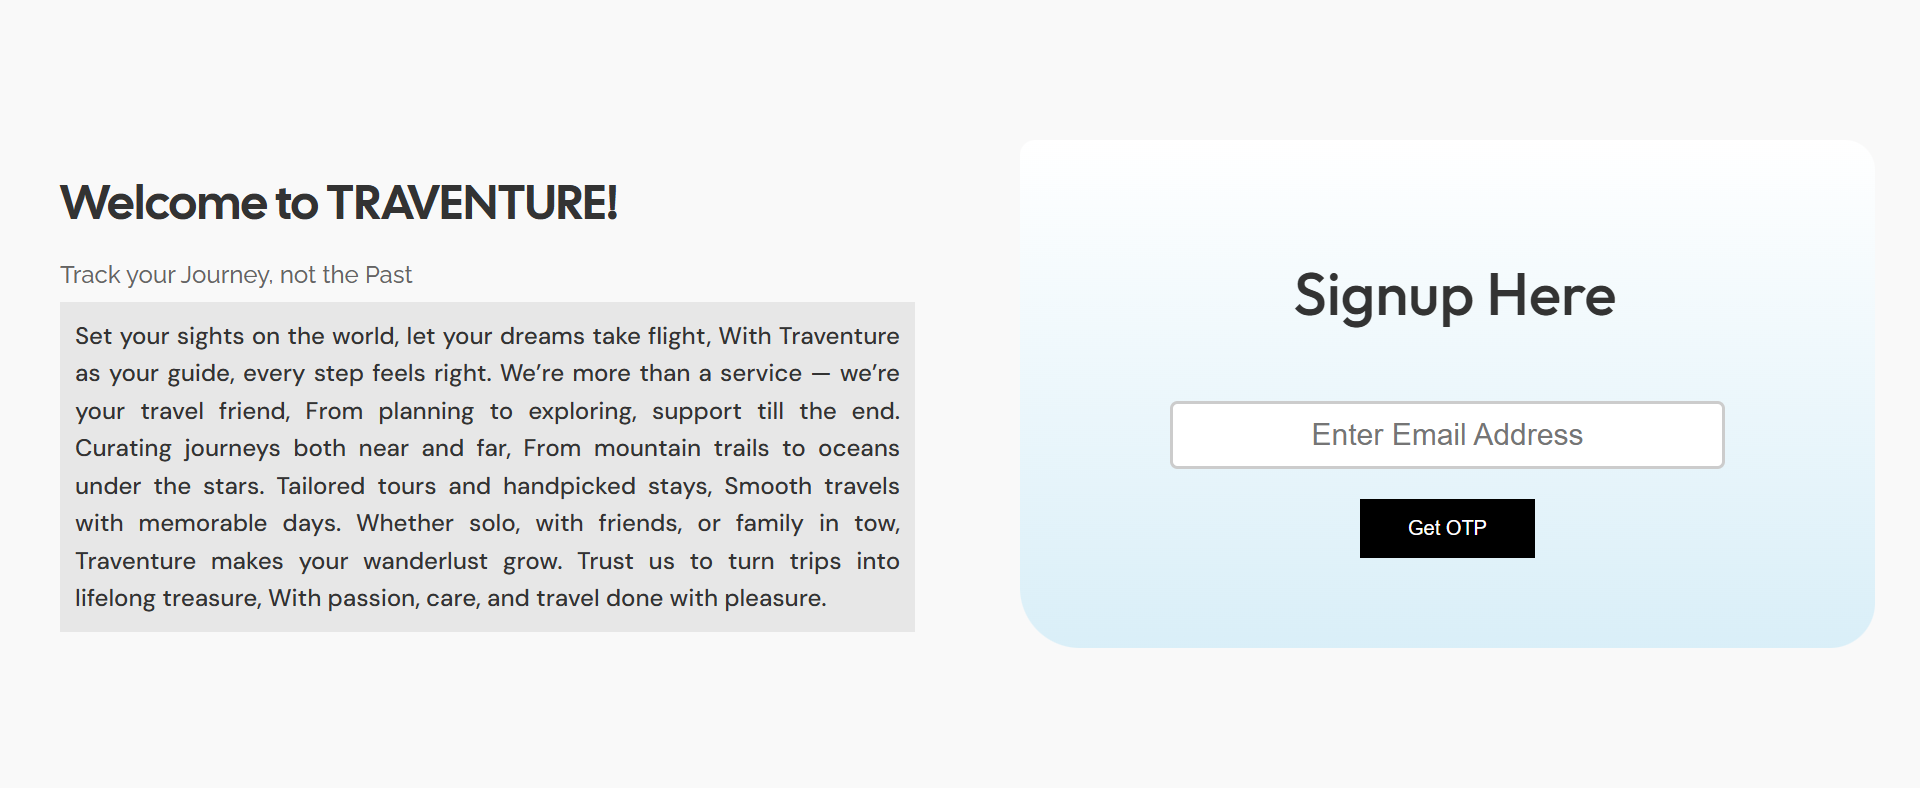 Welcome to TRAVENTURE!
Track your Journey, not the Past
Set your sights on the world, let your dreams take flight, With Traventure
as your guide, every step feels right. We’re more than a service — we’re
your travel friend, From planning to exploring, support till the end.
Curating journeys both near and far, From mountain trails to oceans
under the stars. Tailored tours and handpicked stays, Smooth travels
with memorable days. Whether solo, with friends, or family in tow,
Traventure makes your wanderlust grow. Trust us to turn trips into
lifelong treasure, With passion, care, and travel done with pleasure.
Signup Here
Enter Email Address
Get OTP